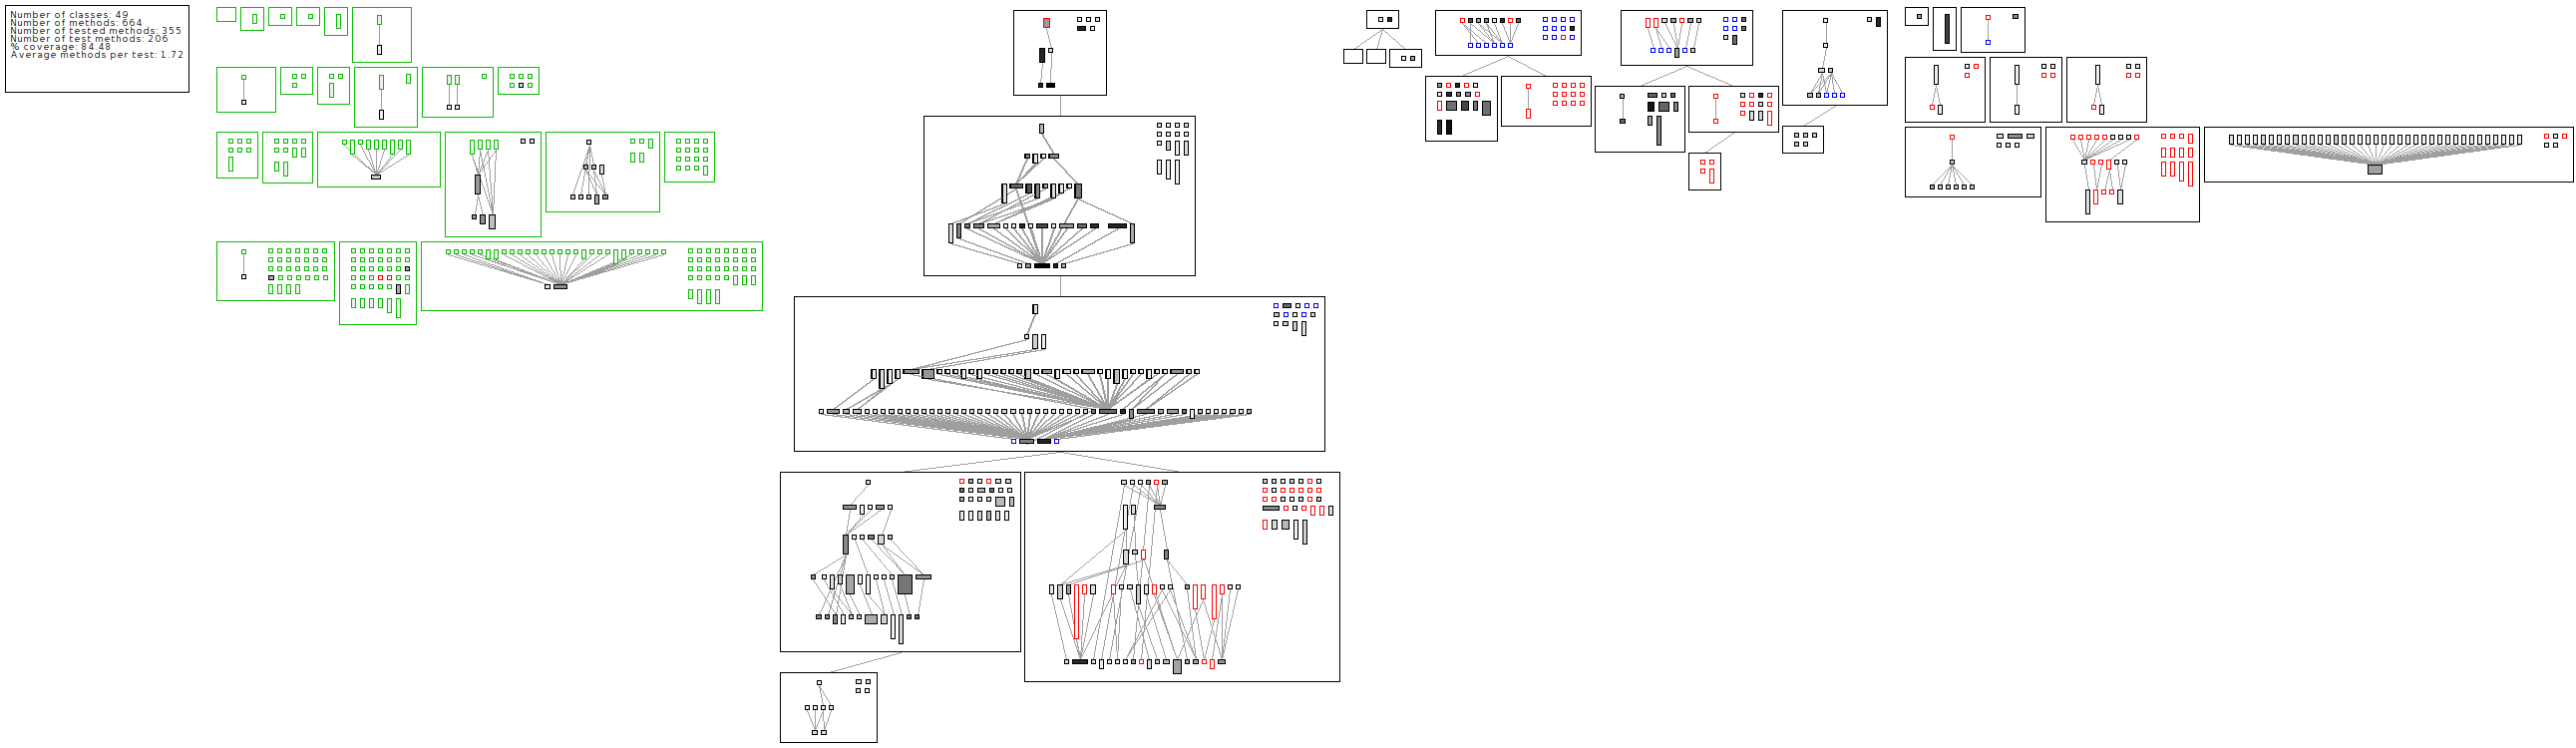 Number of classes: 49
Number of methods: 664
Number of tested methods: 355
Number of test methods: 206
% coverage: 84.48
Average methods per test: 1.72